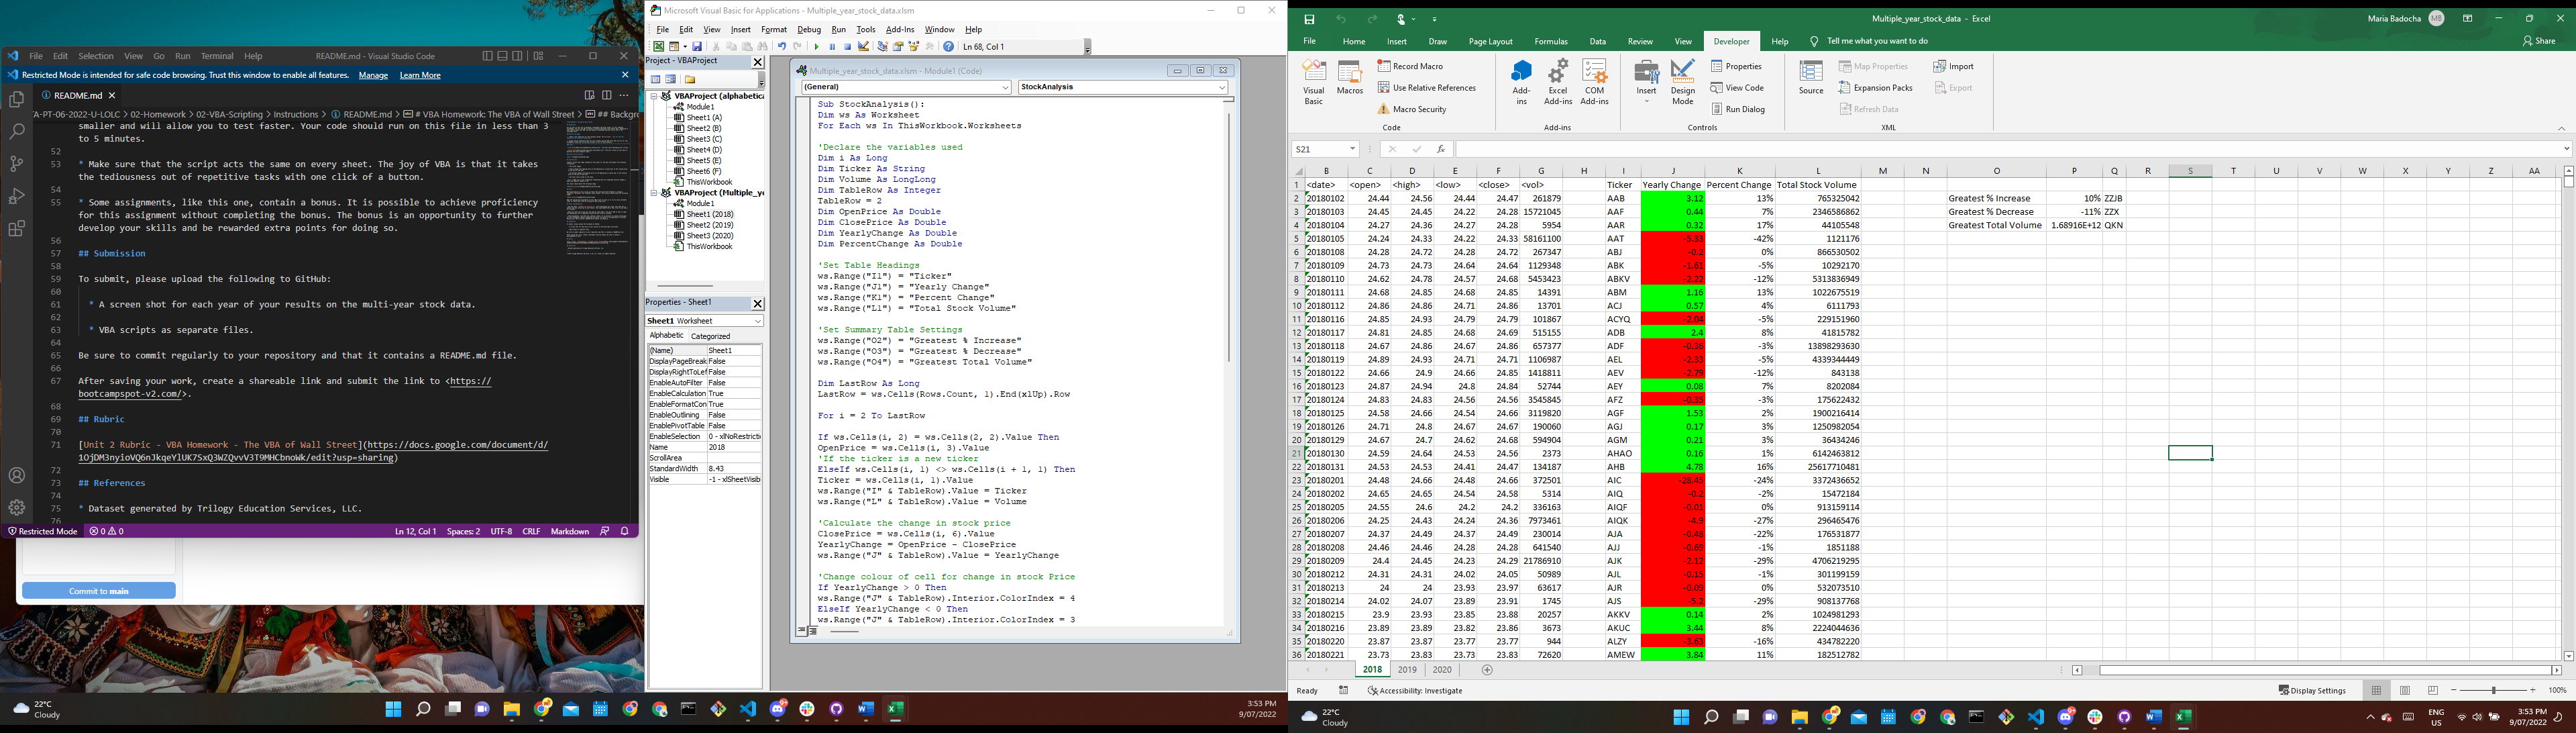 File Edit Selection View Go Run Terminal Help README.md - Visual Studio Code
Restricted Mode is intended for safe code browsing. Trust this window to enable all features. Manage Learn More
README.md
TA-PT-06-2022-U-LOLC > 02-Homework > 02-VBA-Scripting > Instructions > README.md > # VBA Homework: The VBA of Wall Street > ## Backgro
smaller and will allow you to test faster. Your code should run on this file in less than 3
to 5 minutes.
52
53 * Make sure that the script acts the same on every sheet. The joy of VBA is that it takes
the tediousness out of repetitive tasks with one click of a button.
54
55 * Some assignments, like this one, contain a bonus. It is possible to achieve proficiency
for this assignment without completing the bonus. The bonus is an opportunity to further
develop your skills and be rewarded extra points for doing so.
56
57 ## Submission
58
59 To submit, please upload the following to GitHub:
60
61 * A screen shot for each year of your results on the multi-year stock data.
62
63 * VBA scripts as separate files.
64
65 Be sure to commit regularly to your repository and that it contains a README.md file.
66
67 After saving your work, create a shareable link and submit the link to <https://
bootcampspot-v2.com/>.
68
69 ## Rubric
70
71 [Unit 2 Rubric - VBA Homework - The VBA of Wall Street](https://docs.google.com/document/d/
1OjDM3nyioVQ6nJkqeYlUK7SxQ3WZQvvV3T9MHCbnoWk/edit?usp=sharing)
72
73 ## References
74
75 * Dataset generated by Trilogy Education Services, LLC.
76
Restricted Mode 0 0 Ln 12, Col 1 Spaces: 2 UTF-8 CRLF Markdown
Commit to main
22°C
Cloudy
Microsoft Visual Basic for Applications - Multiple_year_stock_data.xlsm
File Edit View Insert Format Debug Run Tools Add-Ins Window Help
Ln 68, Col 1
Project - VBAProject
VBAProject (alphabetica
Module1
Sheet1 (A)
Sheet2 (B)
Sheet3 (C)
Sheet4 (D)
Sheet5 (E)
Sheet6 (F)
ThisWorkbook
VBAProject (Multiple_ye
Module1
Sheet1 (2018)
Sheet2 (2019)
Sheet3 (2020)
ThisWorkbook
Properties - Sheet1
Sheet1 Worksheet
Alphabetic Categorized
(Name) Sheet1
DisplayPageBreak False
DisplayRightToLef False
EnableAutoFilter False
EnableCalculation True
EnableFormatCon True
EnableOutlining False
EnablePivotTable False
EnableSelection 0 - xlNoRestricti
Name 2018
ScrollArea
StandardWidth 8.43
Visible -1 - xlSheetVisibl
Multiple_year_stock_data.xlsm - Module1 (Code)
(General) StockAnalysis
Sub StockAnalysis():
Dim ws As Worksheet
For Each ws In ThisWorkbook.Worksheets
'Declare the variables used
Dim i As Long
Dim Ticker As String
Dim Volume As LongLong
Dim TableRow As Integer
TableRow = 2
Dim OpenPrice As Double
Dim ClosePrice As Double
Dim YearlyChange As Double
Dim PercentChange As Double
'Set Table Headings
ws.Range("I1") = "Ticker"
ws.Range("J1") = "Yearly Change"
ws.Range("K1") = "Percent Change"
ws.Range("L1") = "Total Stock Volume"
'Set Summary Table Settings
ws.Range("O2") = "Greatest % Increase"
ws.Range("O3") = "Greatest % Decrease"
ws.Range("O4") = "Greatest Total Volume"
Dim LastRow As Long
LastRow = ws.Cells(Rows.Count, 1).End(xlUp).Row
For i = 2 To LastRow
If ws.Cells(i, 2) = ws.Cells(2, 2).Value Then
OpenPrice = ws.Cells(i, 3).Value
'If the ticker is a new ticker
ElseIf ws.Cells(i, 1) <> ws.Cells(i + 1, 1) Then
Ticker = ws.Cells(i, 1).Value
ws.Range("I" & TableRow).Value = Ticker
ws.Range("L" & TableRow).Value = Volume
'Calculate the change in stock price
ClosePrice = ws.Cells(i, 6).Value
YearlyChange = OpenPrice - ClosePrice
ws.Range("J" & TableRow).Value = YearlyChange
'Change colour of cell for change in stock Price
If YearlyChange > 0 Then
ws.Range("J" & TableRow).Interior.ColorIndex = 4
ElseIf YearlyChange < 0 Then
ws.Range("J" & TableRow).Interior.ColorIndex = 3
3:53 PM
9/07/2022
Multiple_year_stock_data - Excel Maria Badocha MB
File Home Insert Draw Page Layout Formulas Data Review View Developer Help Tell me what you want to do Share
Visual Basic Macros Record Macro Use Relative References Macro Security Code
Add-ins Excel Add-ins COM Add-ins Add-ins
Insert Design Mode Properties View Code Run Dialog Controls
Source Map Properties Expansion Packs Refresh Data Import Export XML
S21 fx
B C D E F G H I J K L M N O P Q R S T U V W X Y Z AA
1 <date> <open> <high> <low> <close> <vol> Ticker Yearly Change Percent Change Total Stock Volume
2 20180102 24.44 24.56 24.44 24.47 261879 AAB 3.12 13% 765325042 Greatest % Increase 10% ZZJB
3 20180103 24.45 24.45 24.22 24.28 15721045 AAF 0.44 7% 2346586862 Greatest % Decrease -11% ZZX
4 20180104 24.27 24.36 24.27 24.28 5954 AAR 0.32 17% 44105548 Greatest Total Volume 1.68916E+12 QKN
5 20180105 24.24 24.33 24.22 24.33 58161100 AAT -5.33 -42% 1121176
6 20180108 24.28 24.72 24.28 24.72 267347 ABJ -0.2 0% 866530502
7 20180109 24.73 24.73 24.64 24.64 1129348 ABK -1.61 -5% 10292170
8 20180110 24.62 24.78 24.57 24.68 5453423 ABKV -2.22 -12% 5313836949
9 20180111 24.68 24.85 24.68 24.85 14391 ABM 1.16 13% 1022675519
10 20180112 24.86 24.86 24.71 24.86 13701 ACJ 0.57 4% 6111793
11 20180116 24.85 24.93 24.79 24.79 101867 ACYQ -2.04 -5% 229151960
12 20180117 24.81 24.85 24.68 24.69 515155 ADB 2.4 8% 41815782
13 20180118 24.67 24.86 24.67 24.86 657377 ADF -0.16 -3% 13898293630
14 20180119 24.89 24.93 24.71 24.71 1106987 AEL -2.33 -5% 4339344449
15 20180122 24.66 24.9 24.66 24.85 1418811 AEV -2.79 -12% 843138
16 20180123 24.87 24.94 24.8 24.84 52744 AEY 0.08 7% 8202084
17 20180124 24.83 24.83 24.56 24.56 3545845 AFZ -0.35 -3% 175622432
18 20180125 24.58 24.66 24.54 24.66 3119820 AGF 1.53 2% 1900216414
19 20180126 24.71 24.8 24.67 24.67 190060 AGJ 0.17 3% 1250982054
20 20180129 24.67 24.7 24.62 24.68 594904 AGM 0.21 3% 36434246
21 20180130 24.59 24.64 24.53 24.56 2373 AHAO 0.16 1% 6142463812
22 20180131 24.53 24.53 24.41 24.47 134187 AHB 4.78 16% 25617710481
23 20180201 24.48 24.66 24.48 24.66 372501 AIC -28.45 -24% 3372436652
24 20180202 24.65 24.65 24.54 24.58 5314 AIQ -0.2 -2% 15472184
25 20180205 24.55 24.6 24.2 24.2 336163 AIQF -0.01 0% 913159114
26 20180206 24.25 24.43 24.24 24.36 7973461 AIQK -4.9 -27% 296465476
27 20180207 24.37 24.49 24.37 24.49 230014 AJA -0.48 -22% 176531877
28 20180208 24.46 24.46 24.28 24.28 641540 AJJ -0.69 -1% 1851188
29 20180209 24.4 24.45 24.23 24.29 21786910 AJK -2.12 -29% 4706219295
30 20180212 24.31 24.31 24.02 24.05 50989 AJL -0.15 -1% 301199159
31 20180213 24 24 23.93 23.97 63617 AJR -0.09 0% 532073510
32 20180214 24.02 24.07 23.89 23.91 1745 AJS -5.2 -29% 908137768
33 20180215 23.9 23.93 23.85 23.88 20257 AKKV 0.14 2% 1024981293
34 20180216 23.89 23.89 23.82 23.86 3673 AKUC 3.44 8% 2224044636
35 20180220 23.87 23.87 23.77 23.77 944 ALZY -3.63 -16% 434782220
36 20180221 23.73 23.83 23.73 23.83 72620 AMEW 3.84 11% 182512782
2018 2019 2020
Ready Accessibility: Investigate Display Settings 100%
22°C
Cloudy
ENG
US
3:53 PM
9/07/2022